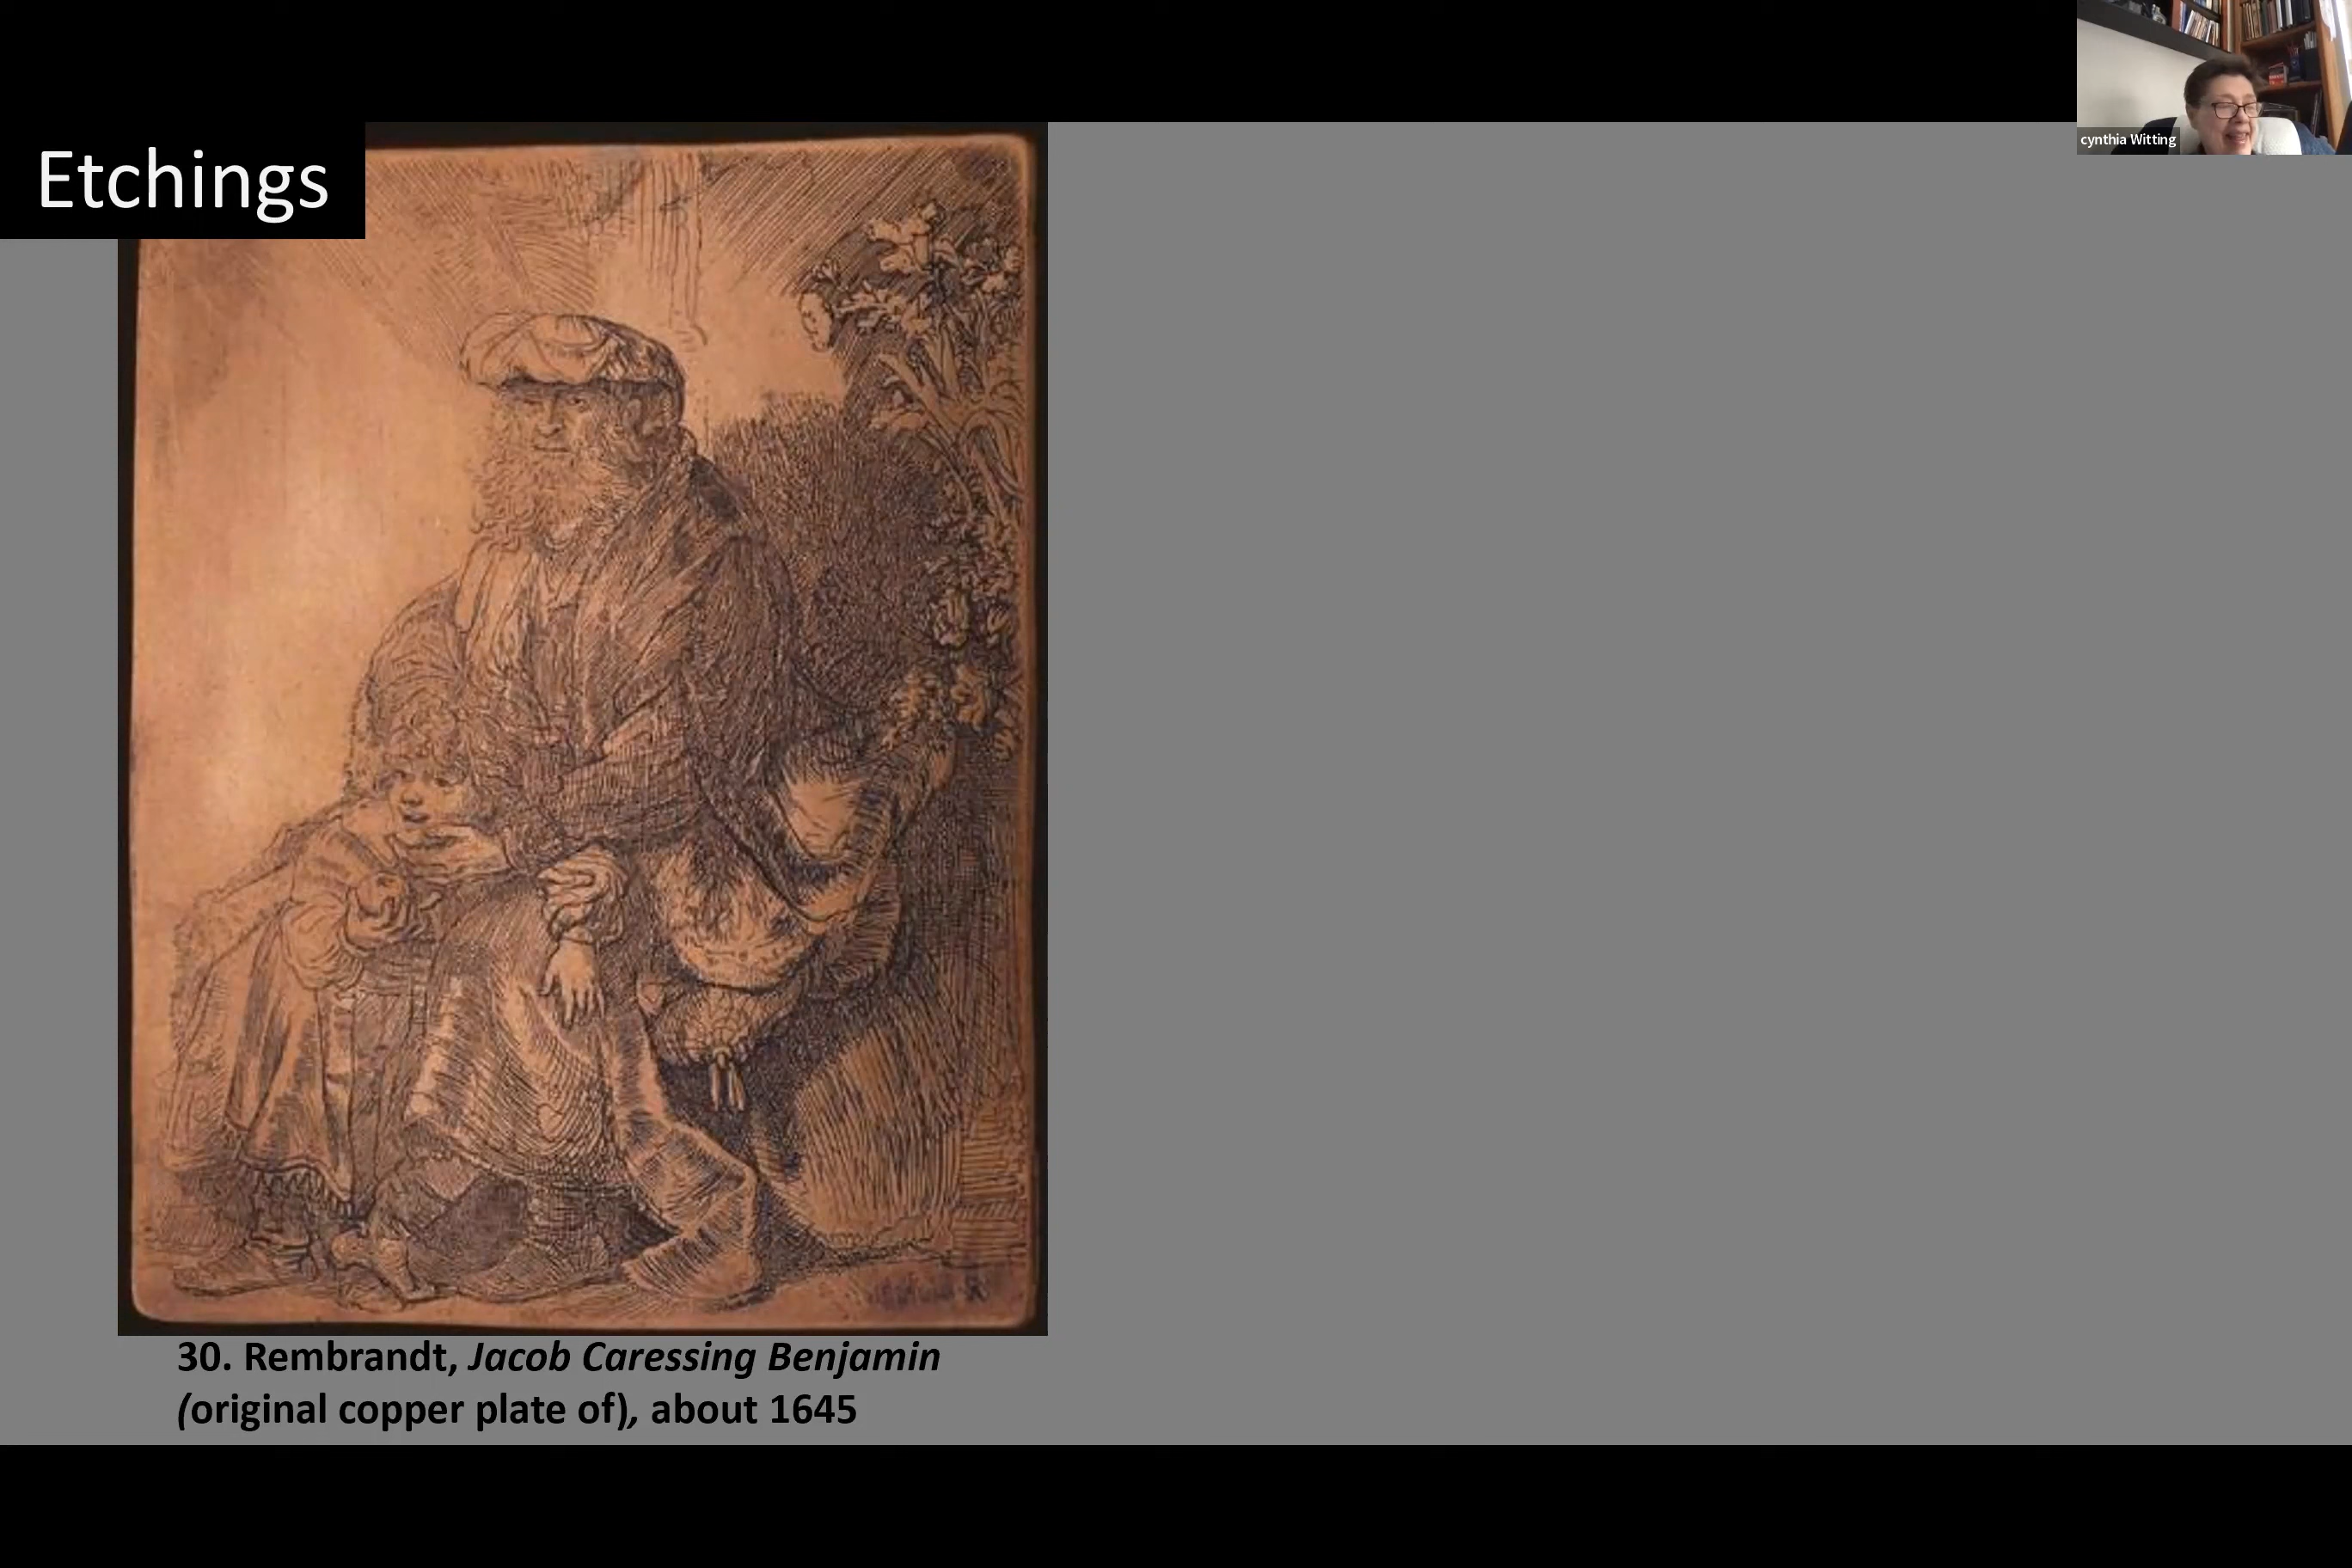 Etchings
cynthia Witting
30. Rembrandt, Jacob Caressing Benjamin
(original copper plate of), about 1645